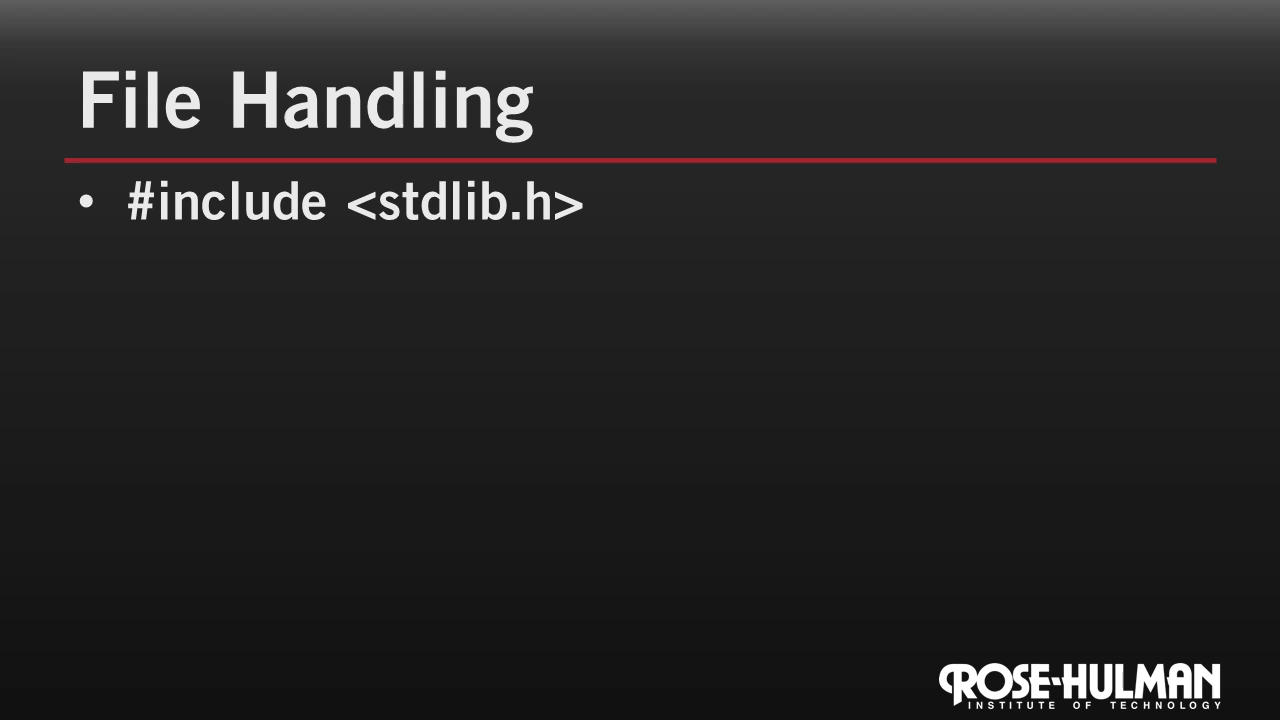 File Handling
• #include <stdlib.h>
ROSE-HULMAN
INSTITUTE OF TECHNOLOGY